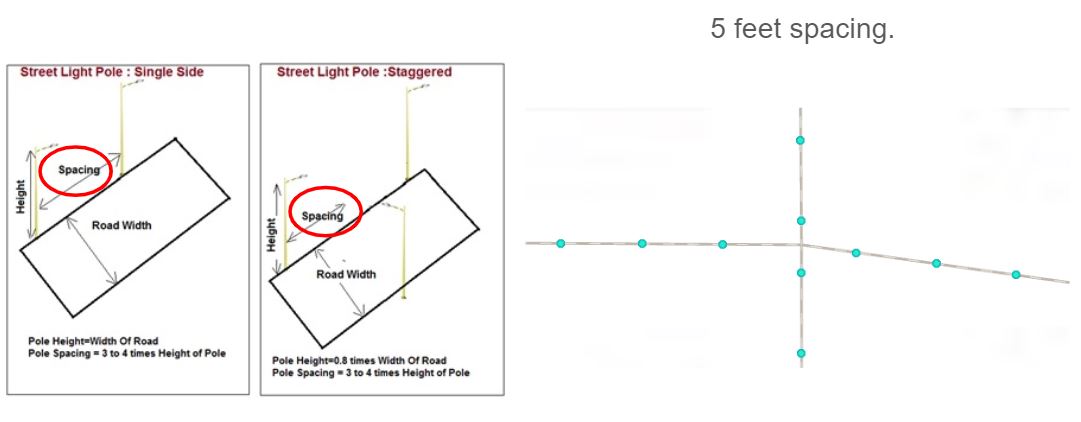 5 feet spacing.
Street Light Pole : Single Side
Spacing
Height
Road Width
Pole Height=Width Of Road
Pole Spacing = 3 to 4 times Height of Pole
Street Light Pole :Staggered
Spacing
Height
Road Width
Pole Height=0.8 times Width Of Road
Pole Spacing = 3 to 4 times Height of Pole